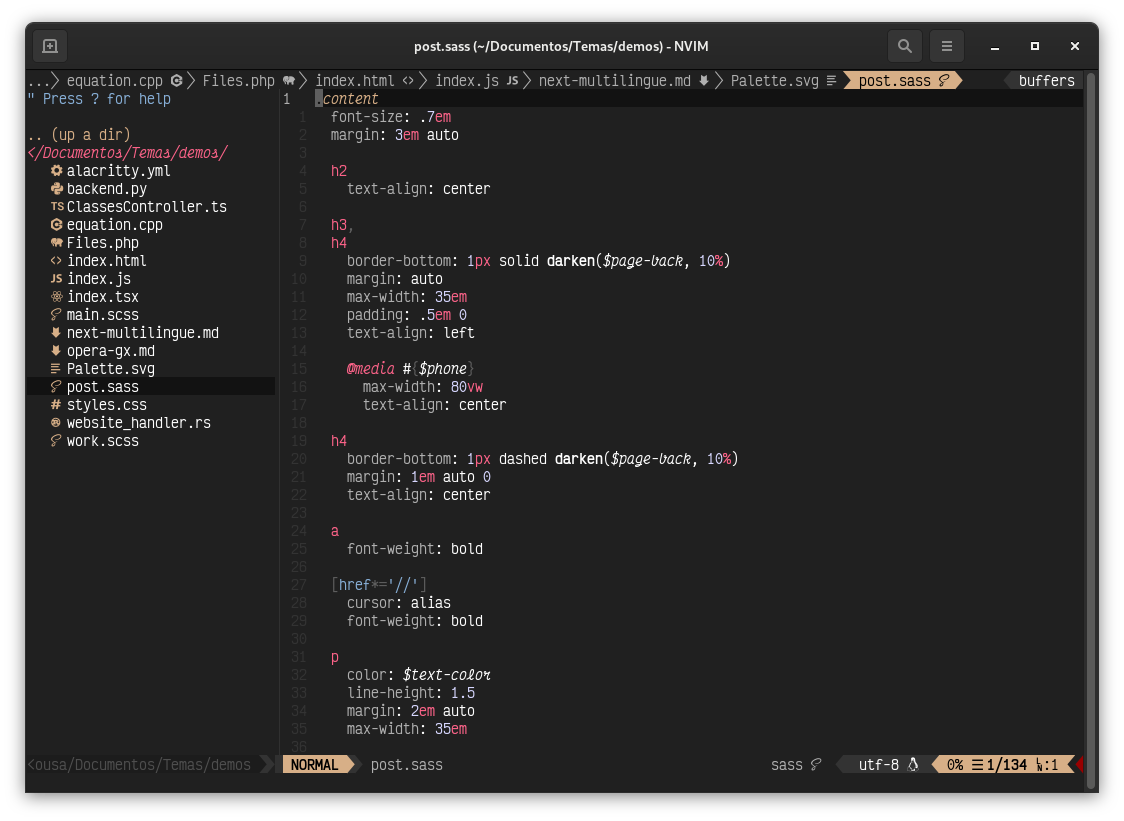 post.sass (~/Documentos/Temas/demos) - NVIM
... equation.cpp Files.php index.html <> index.js JS next-multilingue.md Palette.svg post.sass buffers
" Press ? for help
.. (up a dir)
</Documentos/Temas/demos/
alacritty.yml
backend.py
TS ClassesController.ts
equation.cpp
Files.php
<> index.html
JS index.js
index.tsx
main.scss
next-multilingue.md
opera-gx.md
Palette.svg
post.sass
# styles.css
website_handler.rs
work.scss
1 .content
1 font-size: .7em
2 margin: 3em auto
3
4 h2
5 text-align: center
6
7 h3,
8 h4
9 border-bottom: 1px solid darken($page-back, 10%)
10 margin: auto
11 max-width: 35em
12 padding: .5em 0
13 text-align: left
14
15 @media #{$phone}
16 max-width: 80vw
17 text-align: center
18
19 h4
20 border-bottom: 1px dashed darken($page-back, 10%)
21 margin: 1em auto 0
22 text-align: center
23
24 a
25 font-weight: bold
26
27 [href*='//']
28 cursor: alias
29 font-weight: bold
30
31 p
32 color: $text-color
33 line-height: 1.5
34 margin: 2em auto
35 max-width: 35em
36
<ousa/Documentos/Temas/demos NORMAL post.sass sass utf-8 0% ☰ 1/134 :1